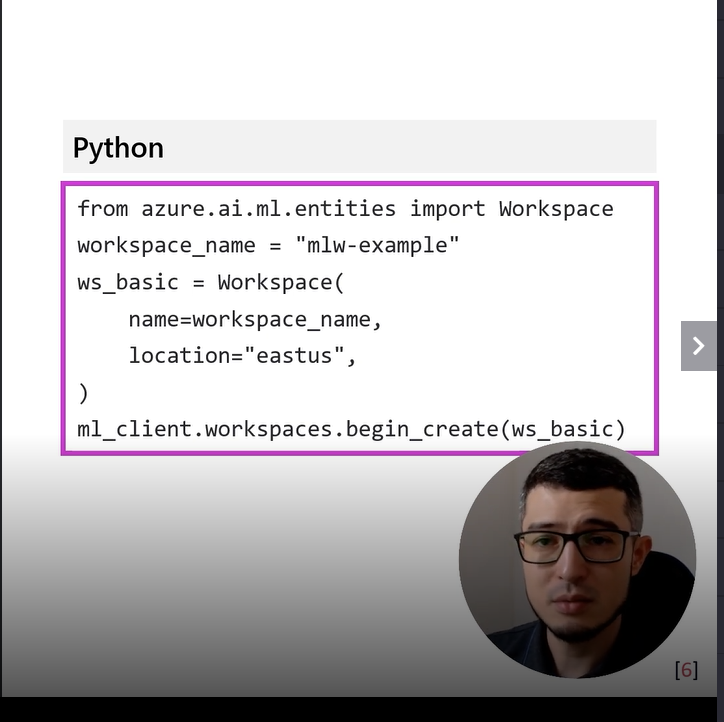 Python
from azure.ai.ml.entities import Workspace
workspace_name = "mlw-example"
ws_basic = Workspace(
    name=workspace_name,
    location="eastus",
)
ml_client.workspaces.begin_create(ws_basic)
[6]